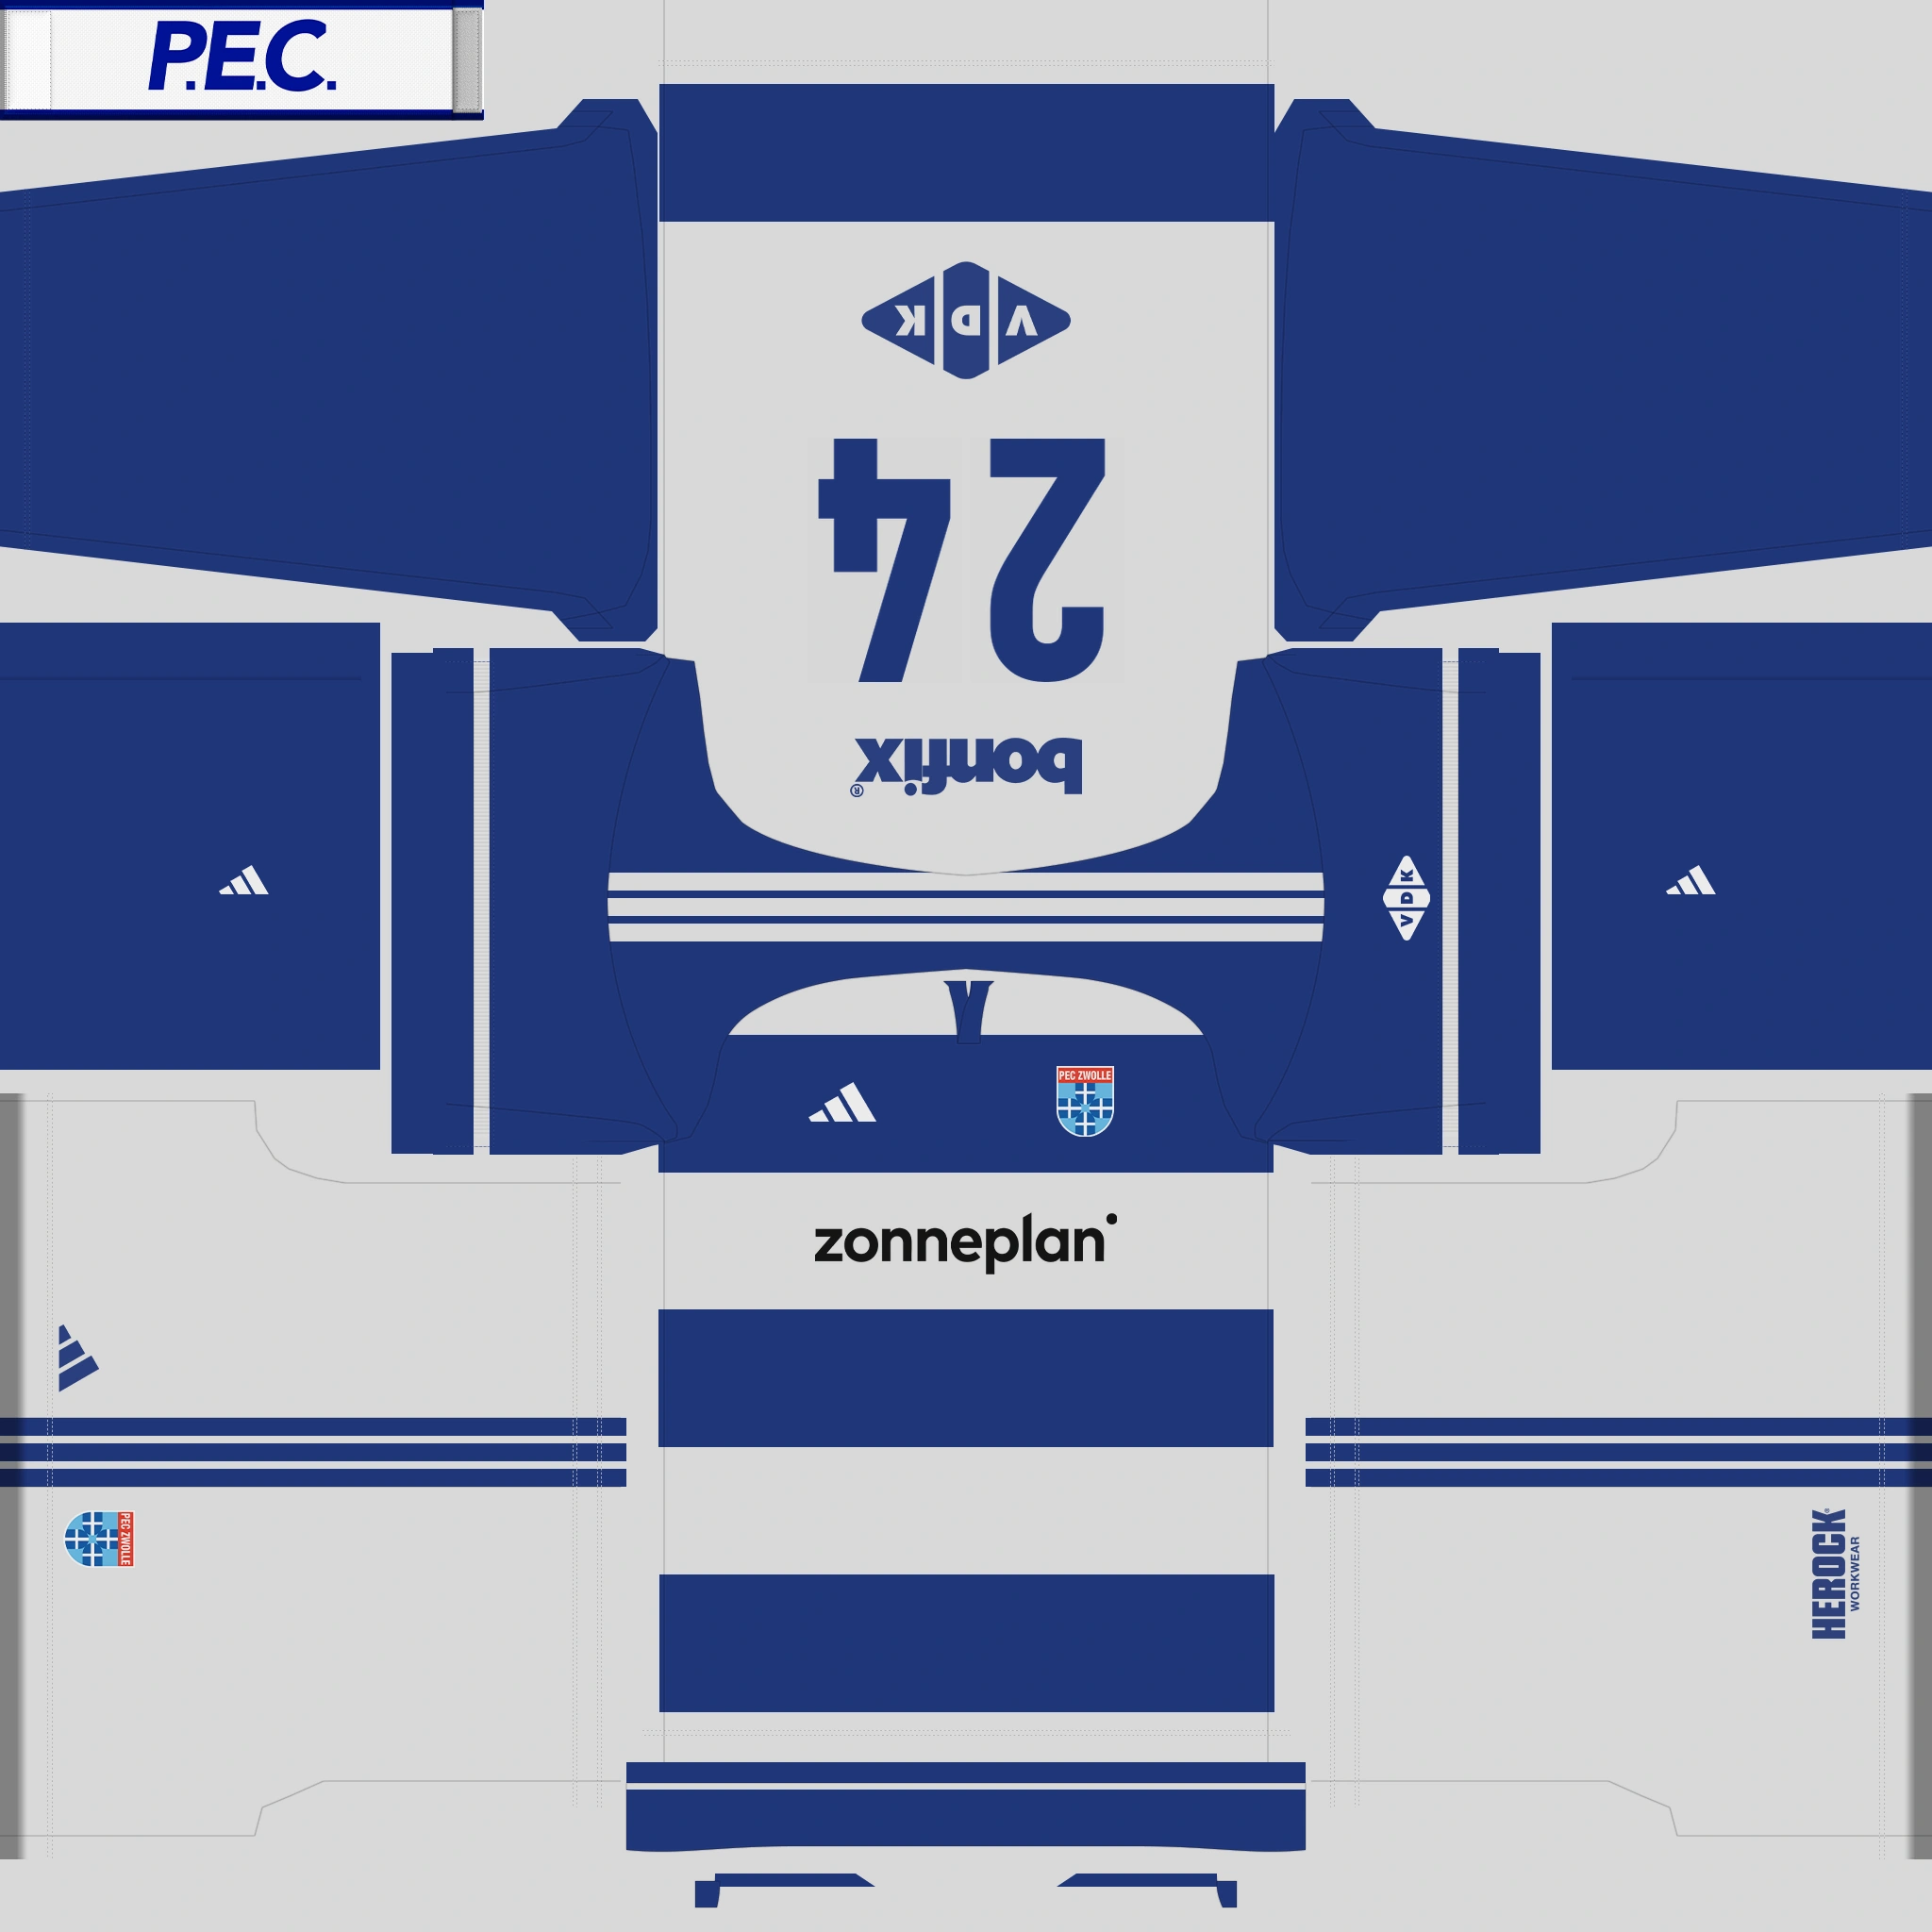 P.E.C.
VDK
24
bonfix®
VDK
PEC ZWOLLE
zonneplan
PEC ZWOLLE
HEROCK
WORKWEAR